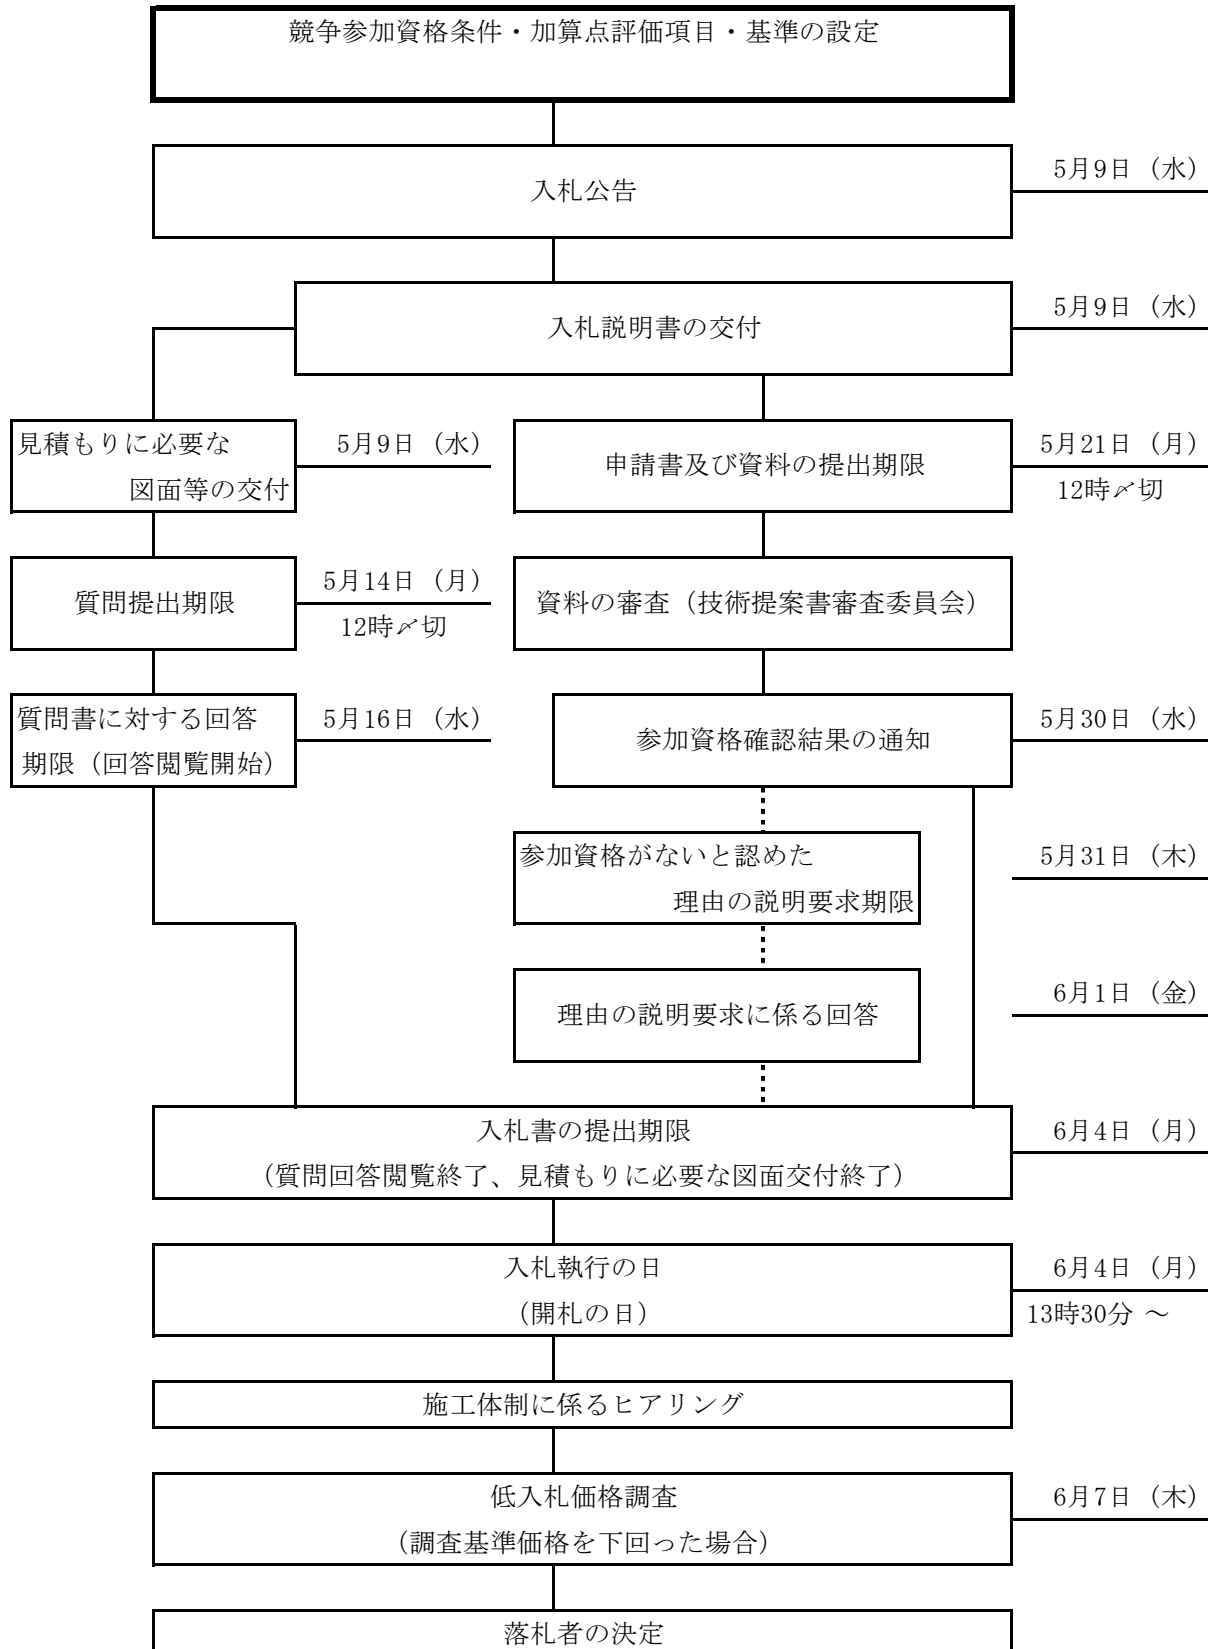 競争参加資格条件・加算点評価項目・基準の設定
入札公告
5月9日（水）
入札説明書の交付
5月9日（水）
見積もりに必要な
図面等の交付
5月9日（水）
申請書及び資料の提出期限
5月21日（月）
12時〆切
質問提出期限
5月14日（月）
12時〆切
資料の審査（技術提案書審査委員会）
質問書に対する回答
期限（回答閲覧開始）
5月16日（水）
参加資格確認結果の通知
5月30日（水）
参加資格がないと認めた
理由の説明要求期限
5月31日（木）
理由の説明要求に係る回答
6月1日（金）
入札書の提出期限
（質問回答閲覧終了、見積もりに必要な図面交付終了）
6月4日（月）
入札執行の日
（開札の日）
6月4日（月）
13時30分 ～
施工体制に係るヒアリング
低入札価格調査
（調査基準価格を下回った場合）
6月7日（木）
落札者の決定